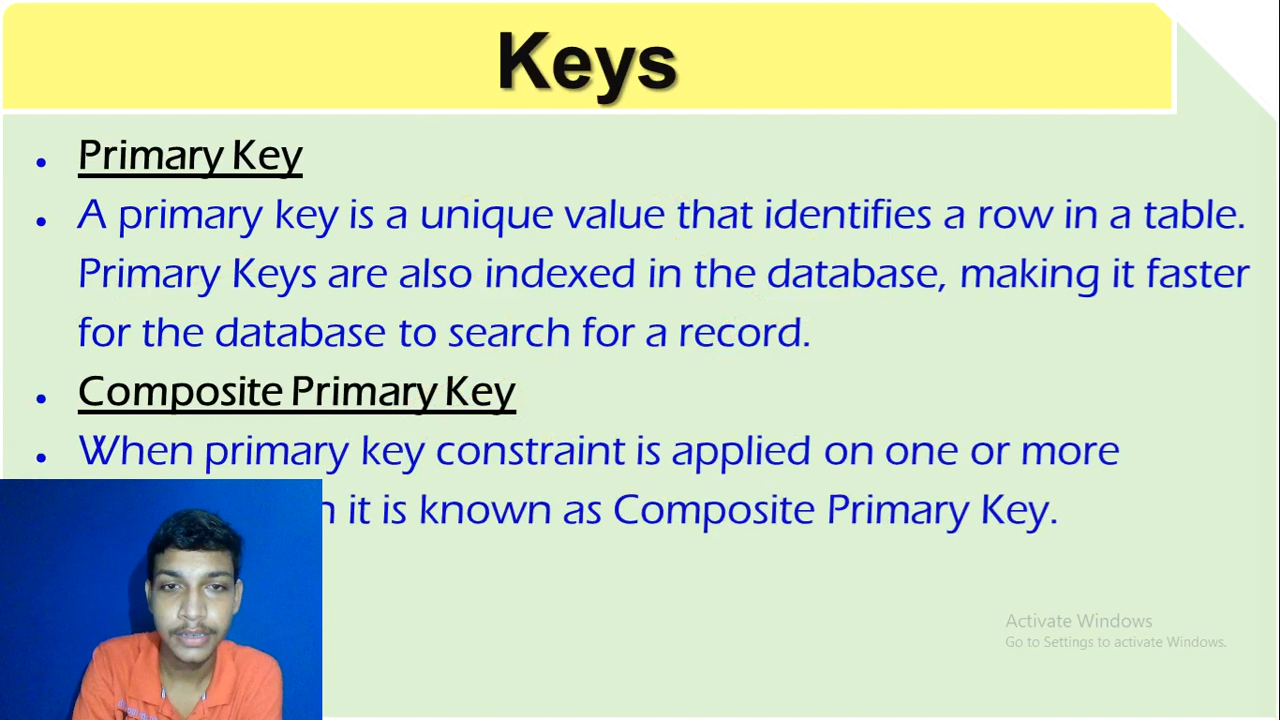 Keys
Primary Key
A primary key is a unique value that identifies a row in a table.
Primary Keys are also indexed in the database, making it faster
for the database to search for a record.
Composite Primary Key
When primary key constraint is applied on one or more
it is known as Composite Primary Key.
Activate Windows
Go to Settings to activate Windows.